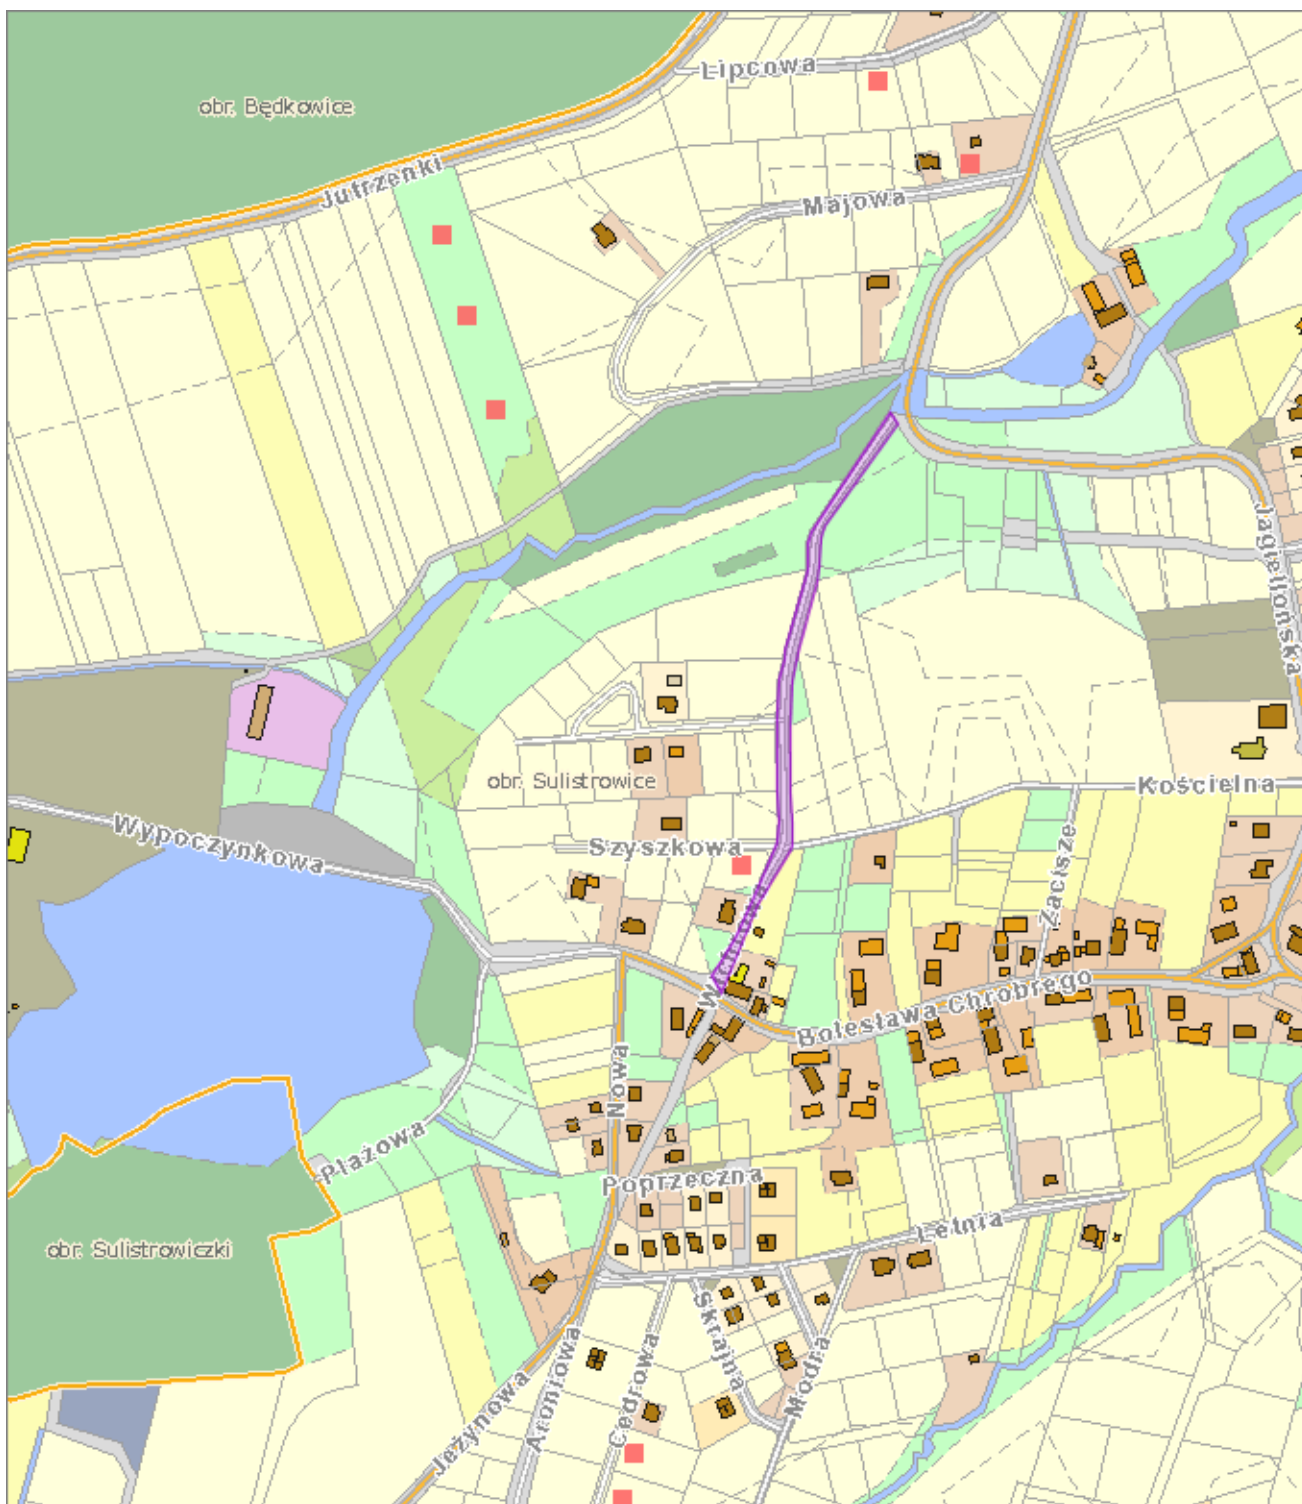 Lipcowa
obr. Będkowice
Jutrzenki
Majowa
Jagiellońska
obr. Sulistrowice
Kościelna
Wypoczynkowa
Szyszkowa
Zacisze
Bolesława Chrobrego
Nowa
Plażowa
Poprzeczna
Letnia
obr. Sulistrowiczki
Skrajna
Modra
Aroniowa
Cedrowa
Jeżynowa